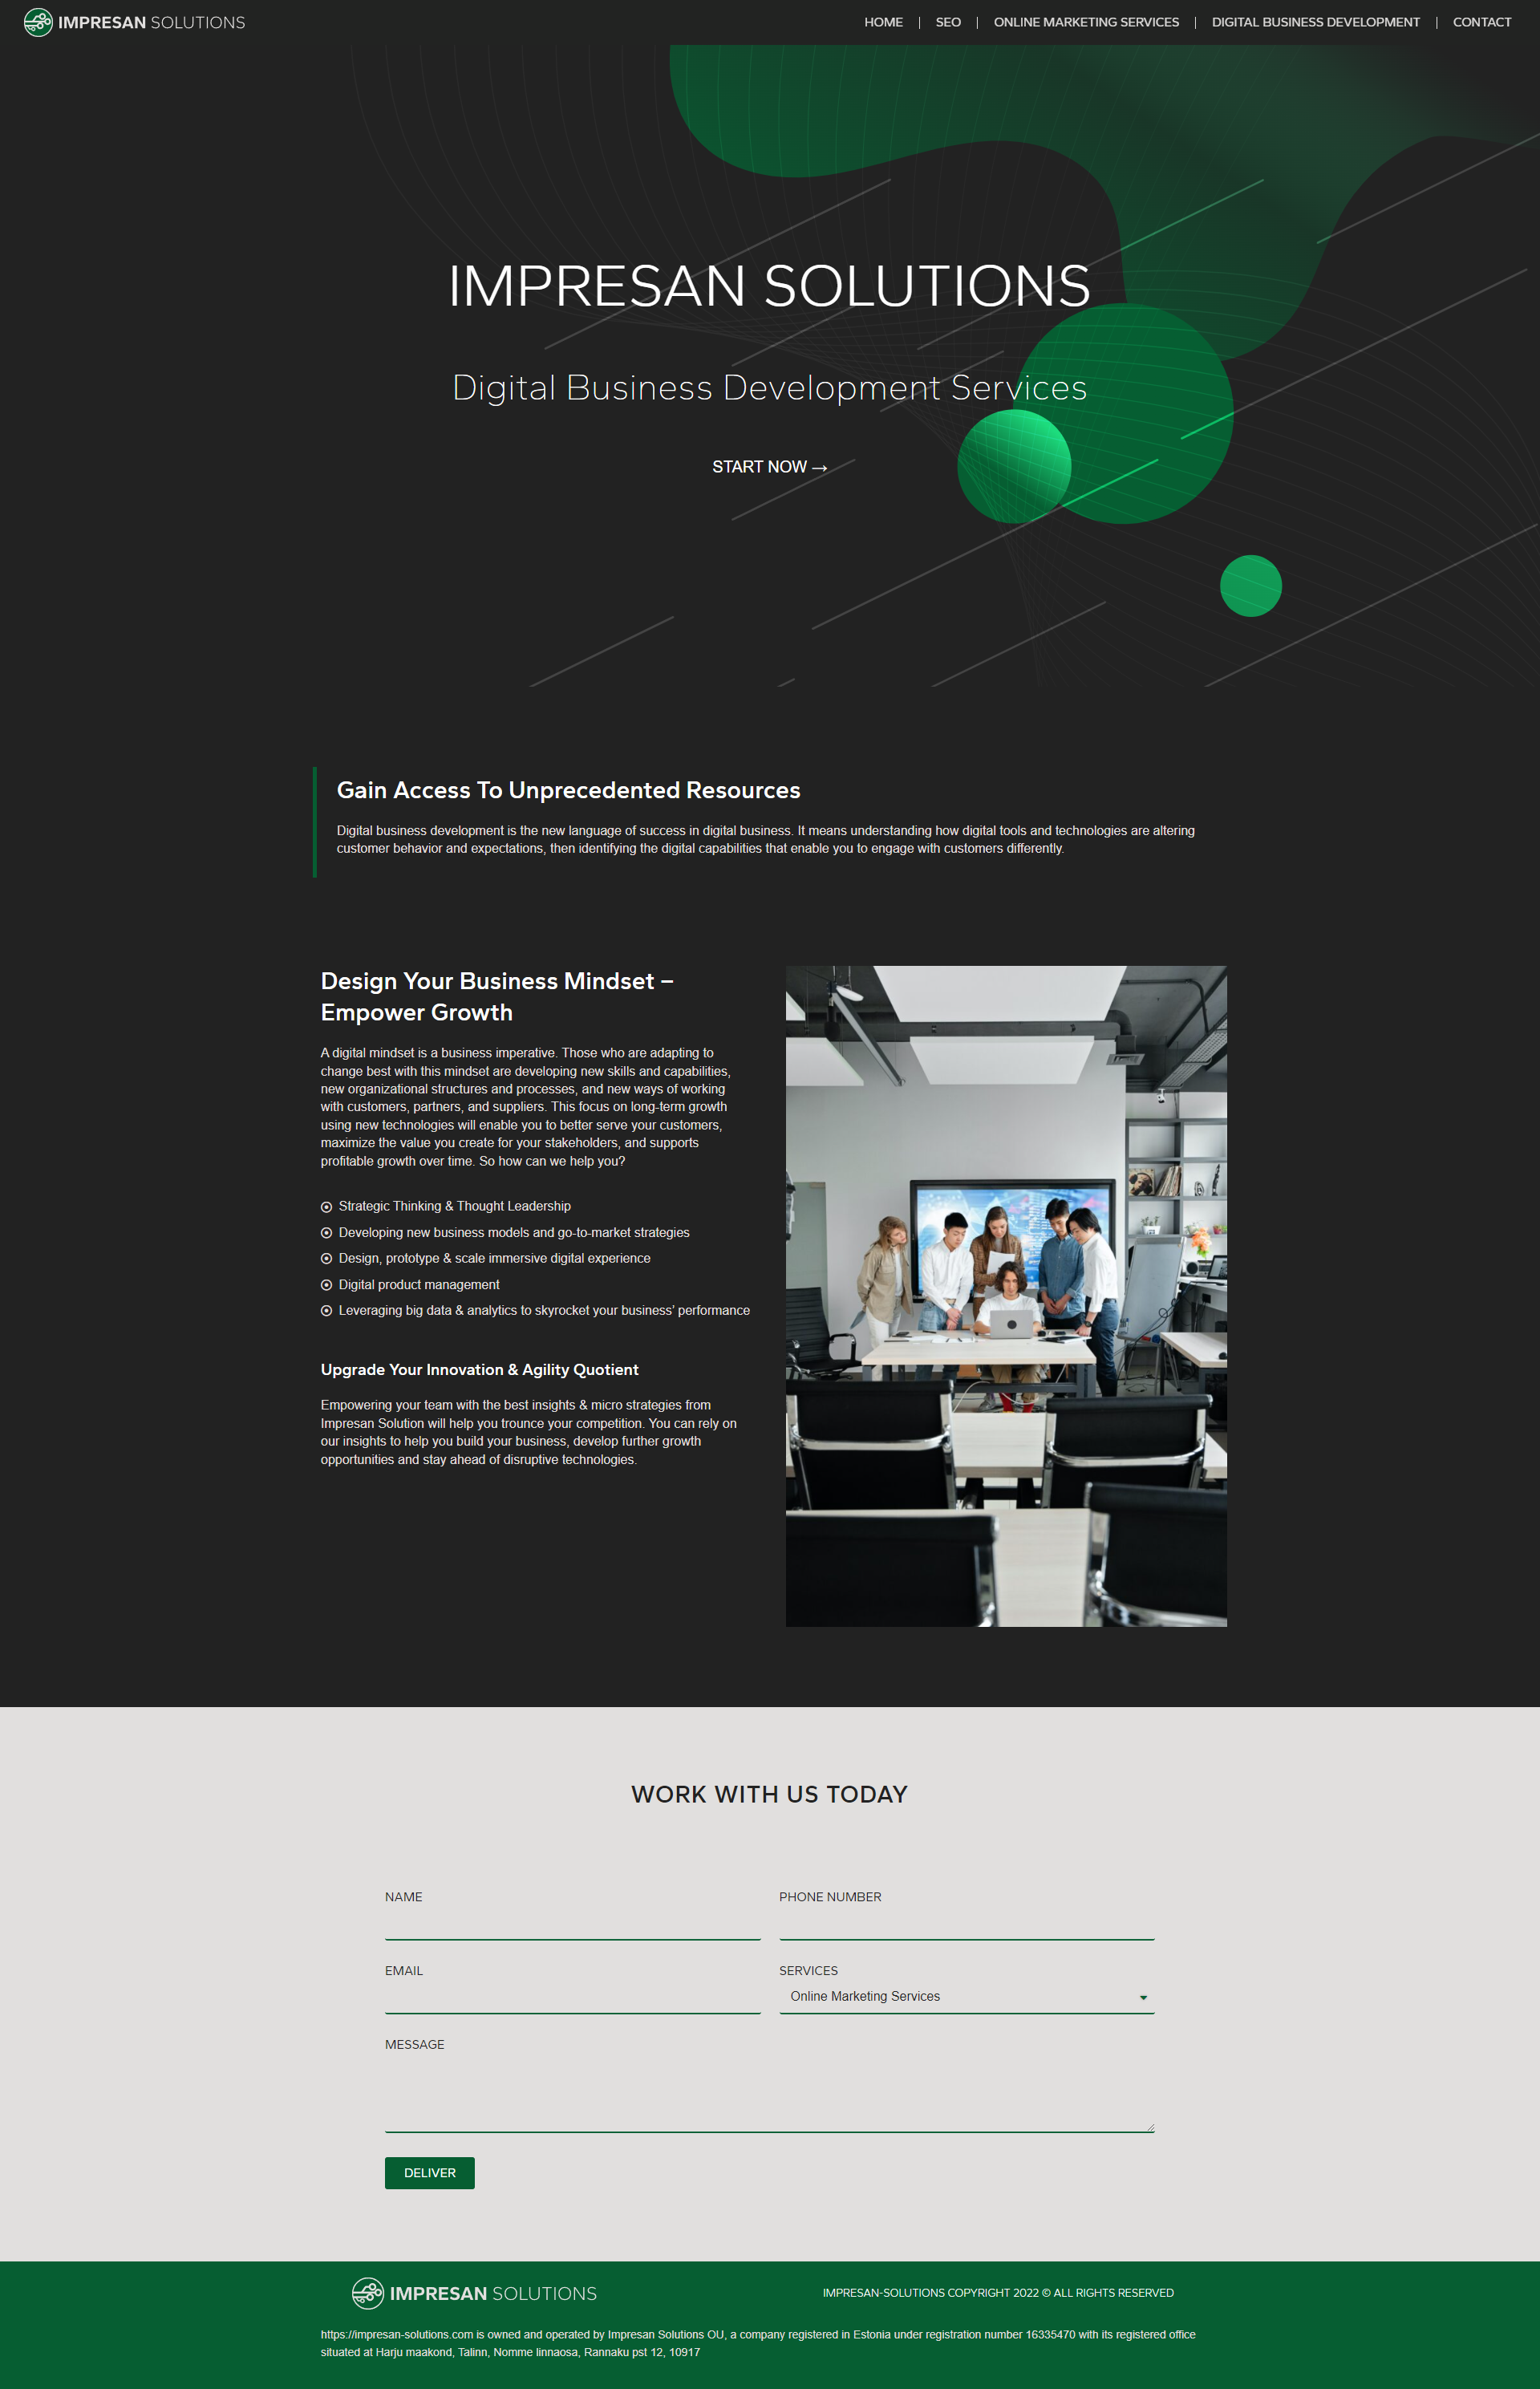 IMPRESAN SOLUTIONS
HOME
SEO
ONLINE MARKETING SERVICES
DIGITAL BUSINESS DEVELOPMENT
CONTACT
IMPRESAN SOLUTIONS
Digital Business Development Services
START NOW →
Gain Access To Unprecedented Resources
Digital business development is the new language of success in digital business. It means understanding how digital tools and technologies are altering
customer behavior and expectations, then identifying the digital capabilities that enable you to engage with customers differently.
Design Your Business Mindset –
Empower Growth
A digital mindset is a business imperative. Those who are adapting to
change best with this mindset are developing new skills and capabilities,
new organizational structures and processes, and new ways of working
with customers, partners, and suppliers. This focus on long-term growth
using new technologies will enable you to better serve your customers,
maximize the value you create for your stakeholders, and supports
profitable growth over time. So how can we help you?
Strategic Thinking & Thought Leadership
Developing new business models and go-to-market strategies
Design, prototype & scale immersive digital experience
Digital product management
Leveraging big data & analytics to skyrocket your business’ performance
Upgrade Your Innovation & Agility Quotient
Empowering your team with the best insights & micro strategies from
Impresan Solution will help you trounce your competition. You can rely on
our insights to help you build your business, develop further growth
opportunities and stay ahead of disruptive technologies.
WORK WITH US TODAY
NAME
PHONE NUMBER
EMAIL
SERVICES
Online Marketing Services
MESSAGE
DELIVER
IMPRESAN SOLUTIONS
IMPRESAN-SOLUTIONS COPYRIGHT 2022 © ALL RIGHTS RESERVED
https://impresan-solutions.com is owned and operated by Impresan Solutions OU, a company registered in Estonia under registration number 16335470 with its registered office
situated at Harju maakond, Talinn, Nomme linnaosa, Rannaku pst 12, 10917